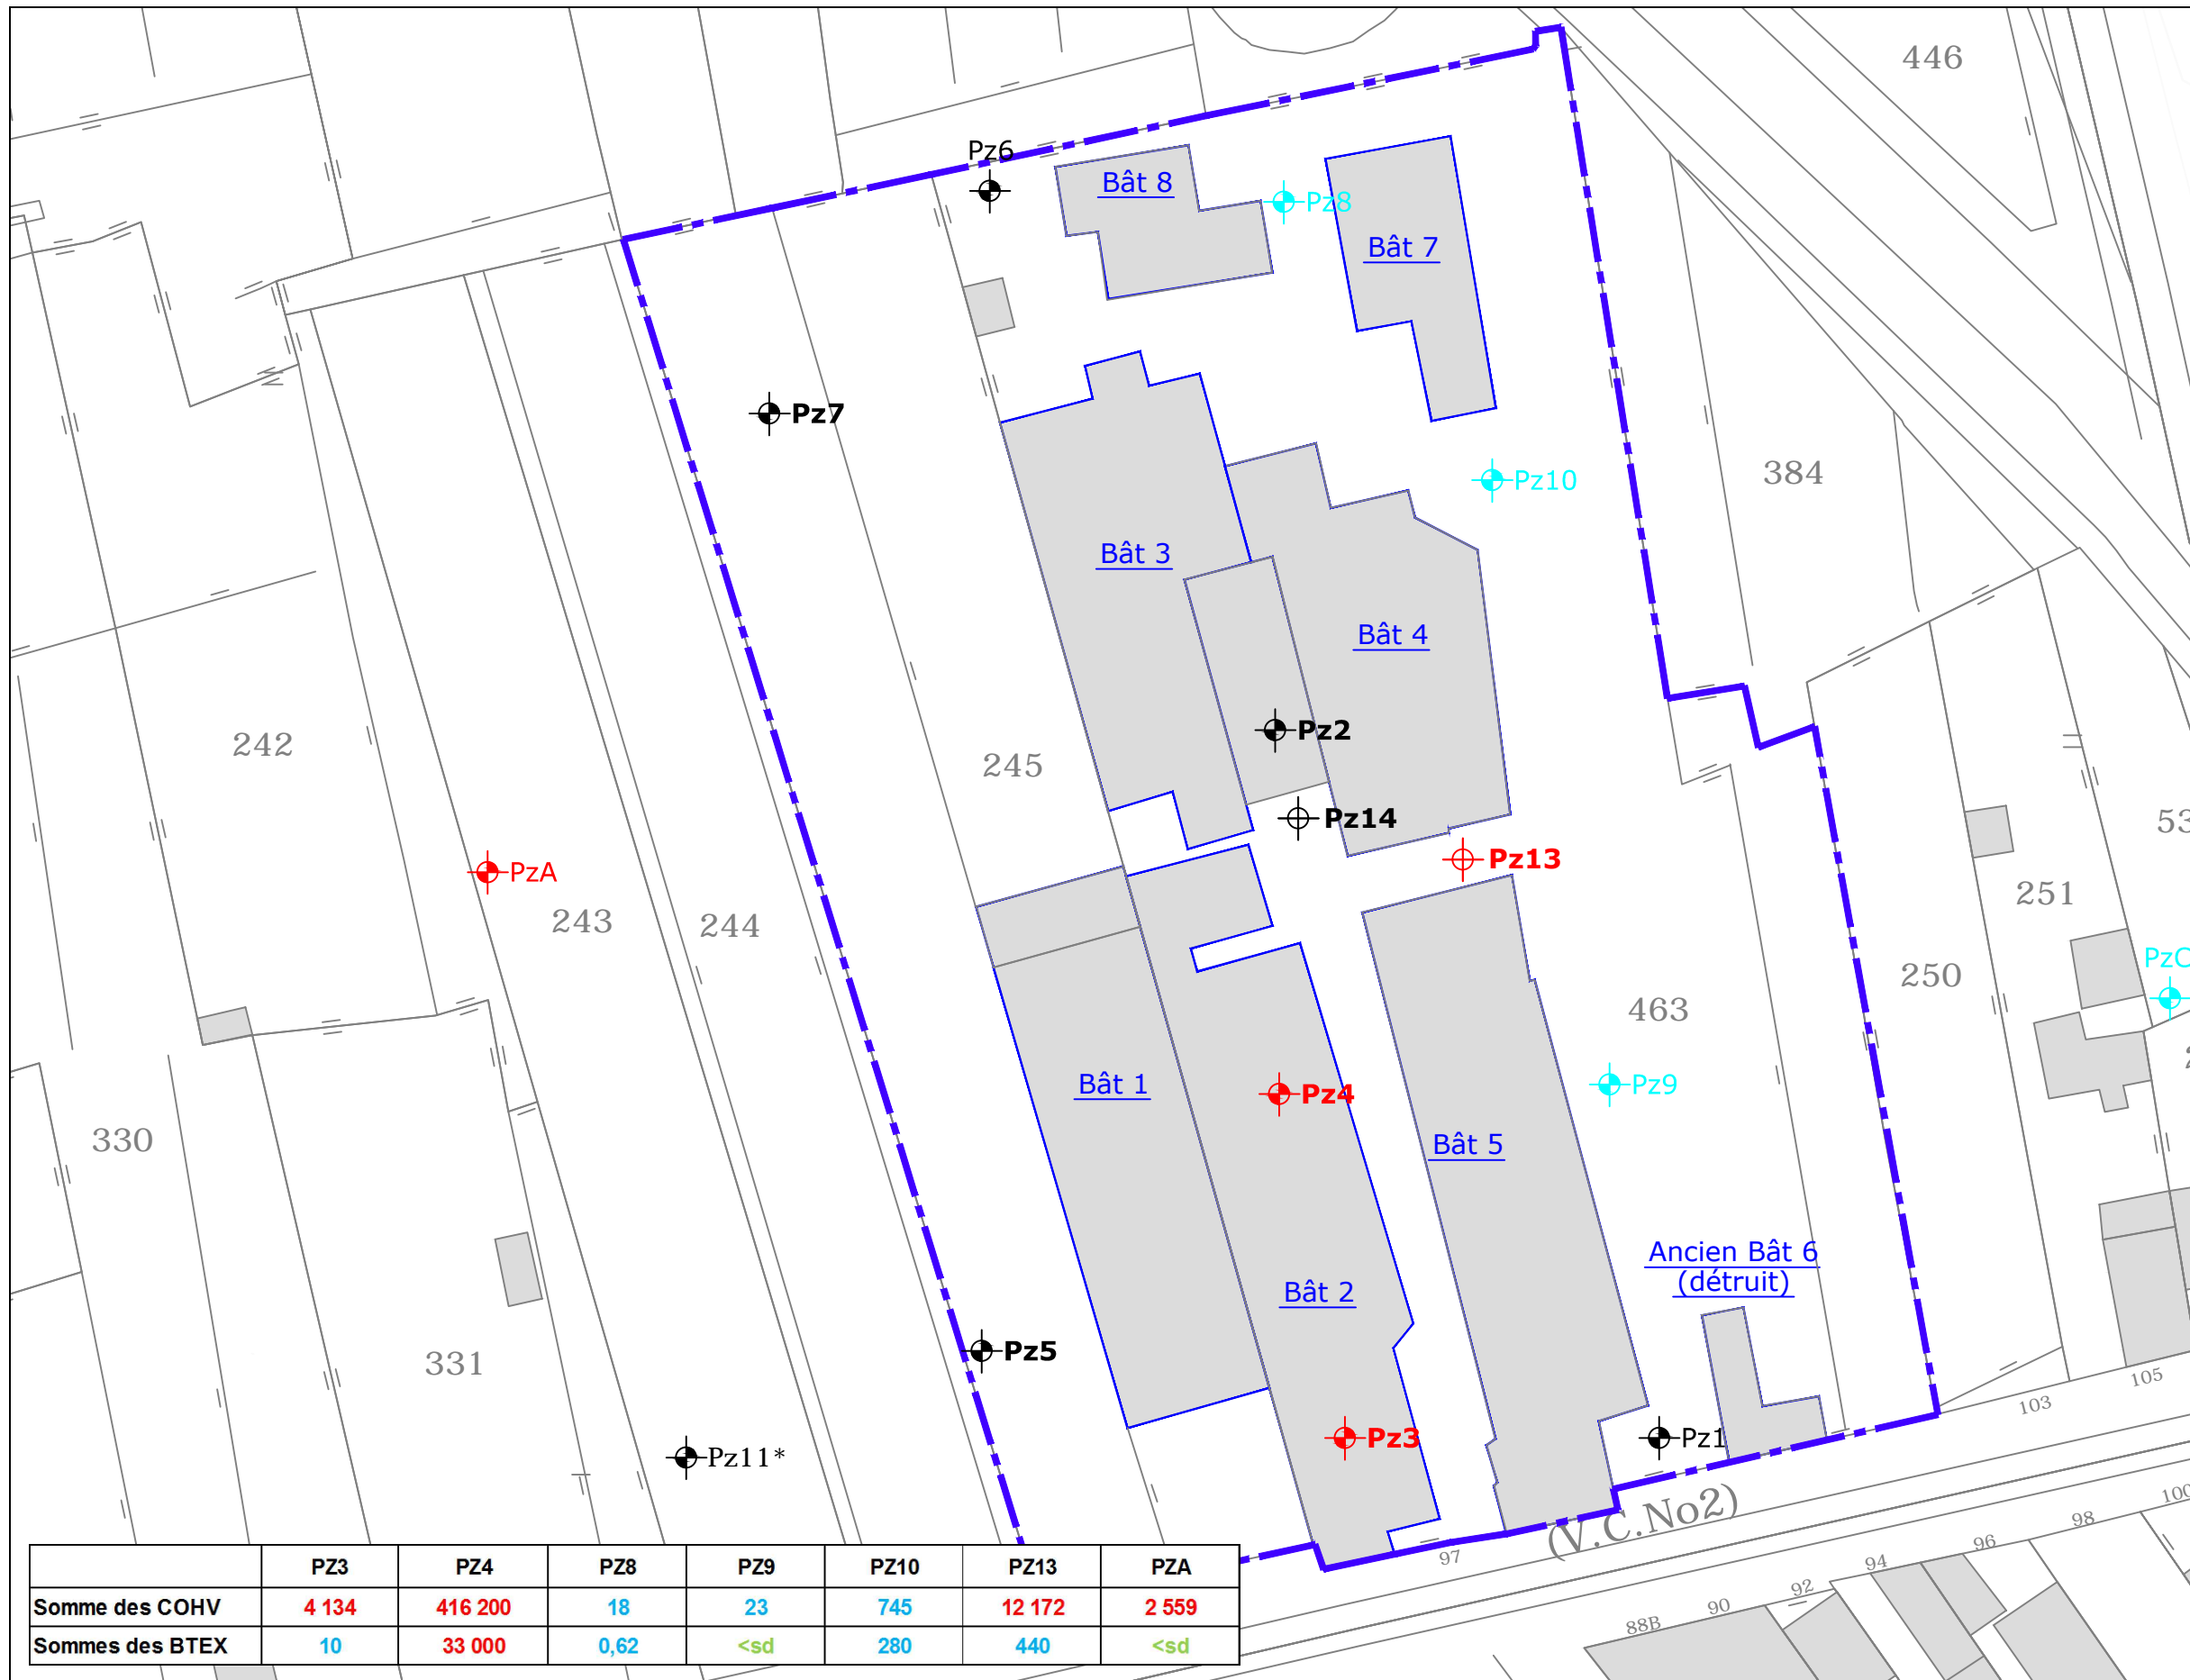 446
Pz6
Bât 8
Pz8
Bât 7
Pz7
384
Pz10
Bât 3
Bât 4
242
Pz2
245
Pz14
53
Pz13
PzA
251
243
244
PzC
250
463
Bât 1
Pz4
Pz9
330
Bât 5
Ancien Bât 6
(détruit)
Bât 2
Pz5
331
105
103
Pz3
Pz1
Pz11*
(V.C.No2)
100
98
97
96
94
92
90
88B
PZ3 PZ4 PZ8 PZ9 PZ10 PZ13 PZA
Somme des COHV 4 134 416 200 18 23 745 12 172 2 559
Sommes des BTEX 10 33 000 0,62 <sd 280 440 <sd